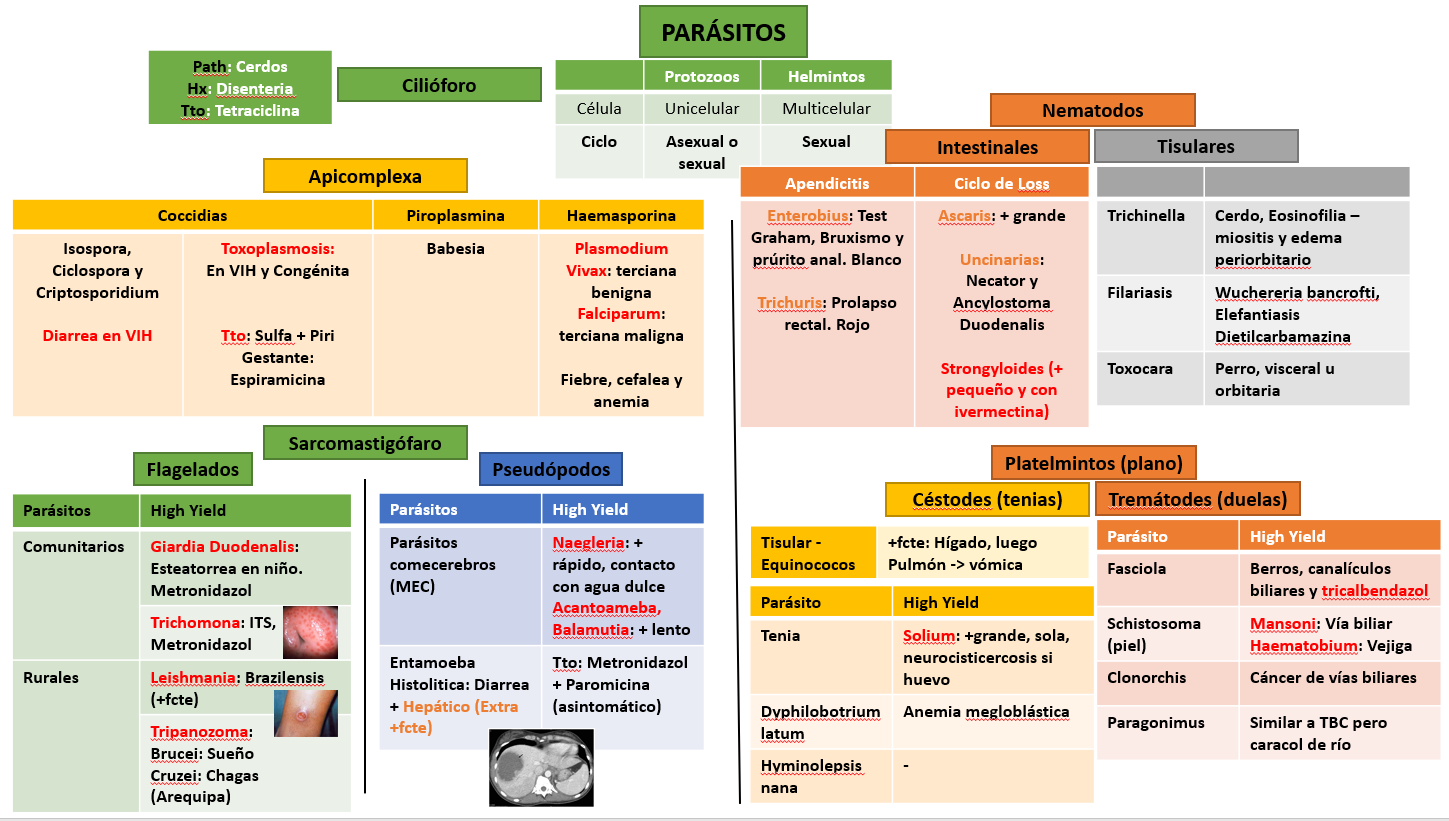 PARÁSITOS
Path: Cerdos
Hx: Disenteria
Tto: Tetraciclina
Cilióforo
Protozoos Helmintos
Célula Unicelular Multicelular
Ciclo Asexual o Sexual
sexual
Apicomplexa
Coccidias Piroplasmina Haemasporina
Isospora,
Ciclospora y
Criptosporidium
Diarrea en VIH
Toxoplasmosis:
En VIH y Congénita
Tto: Sulfa + Piri
Gestante:
Espiramicina
Babesia
Plasmodium
Vivax: terciana
benigna
Falciparum:
terciana maligna
Fiebre, cefalea y
anemia
Nematodos
Intestinales
Apendicitis Ciclo de Loss
Enterobius: Test
Graham, Bruxismo y
prúrito anal. Blanco
Trichuris: Prolapso
rectal. Rojo
Ascaris: + grande
Uncinarias:
Necator y
Ancylostoma
Duodenalis
Strongyloides (+
pequeño y con
ivermectina)
Tisulares
Trichinella
Cerdo, Eosinofilia –
miositis y edema
periorbitario
Filariasis
Wuchereria bancrofti,
Elefantiasis
Dietilcarbamazina
Toxocara
Perro, visceral u
orbitaria
Sarcomastigófaro
Flagelados
Parásitos High Yield
Comunitarios
Giardia Duodenalis:
Esteatorrea en niño.
Metronidazol
Trichomona: ITS,
Metronidazol
Rurales
Leishmania: Brazilensis
(+fcte)
Tripanozoma:
Brucei: Sueño
Cruzei: Chagas
(Arequipa)
Pseudópodos
Parásitos High Yield
Parásitos
comecerebros
(MEC)
Naegleria: +
rápido, contacto
con agua dulce
Acantoameba,
Balamutia: + lento
Entamoeba
Histolitica: Diarrea
+ Hepático (Extra
+fcte)
Tto: Metronidazol
+ Paromicina
(asintomático)
Platelmintos (plano)
Céstodes (tenias)
Tisular -
Equinococos
+fcte: Hígado, luego
Pulmón -> vómica
Parásito High Yield
Tenia
Solium: +grande, sola,
neurocisticercosis si
huevo
Dyphilobotrium
latum
Anemia megloblástica
Hyminolepsis
nana
-
Tremátodes (duelas)
Parásito High Yield
Fasciola
Berros, canalículos
biliares y tricalbendazol
Schistosoma
(piel)
Mansoni: Vía biliar
Haematobium: Vejiga
Clonorchis
Cáncer de vías biliares
Paragonimus
Similar a TBC pero
caracol de río